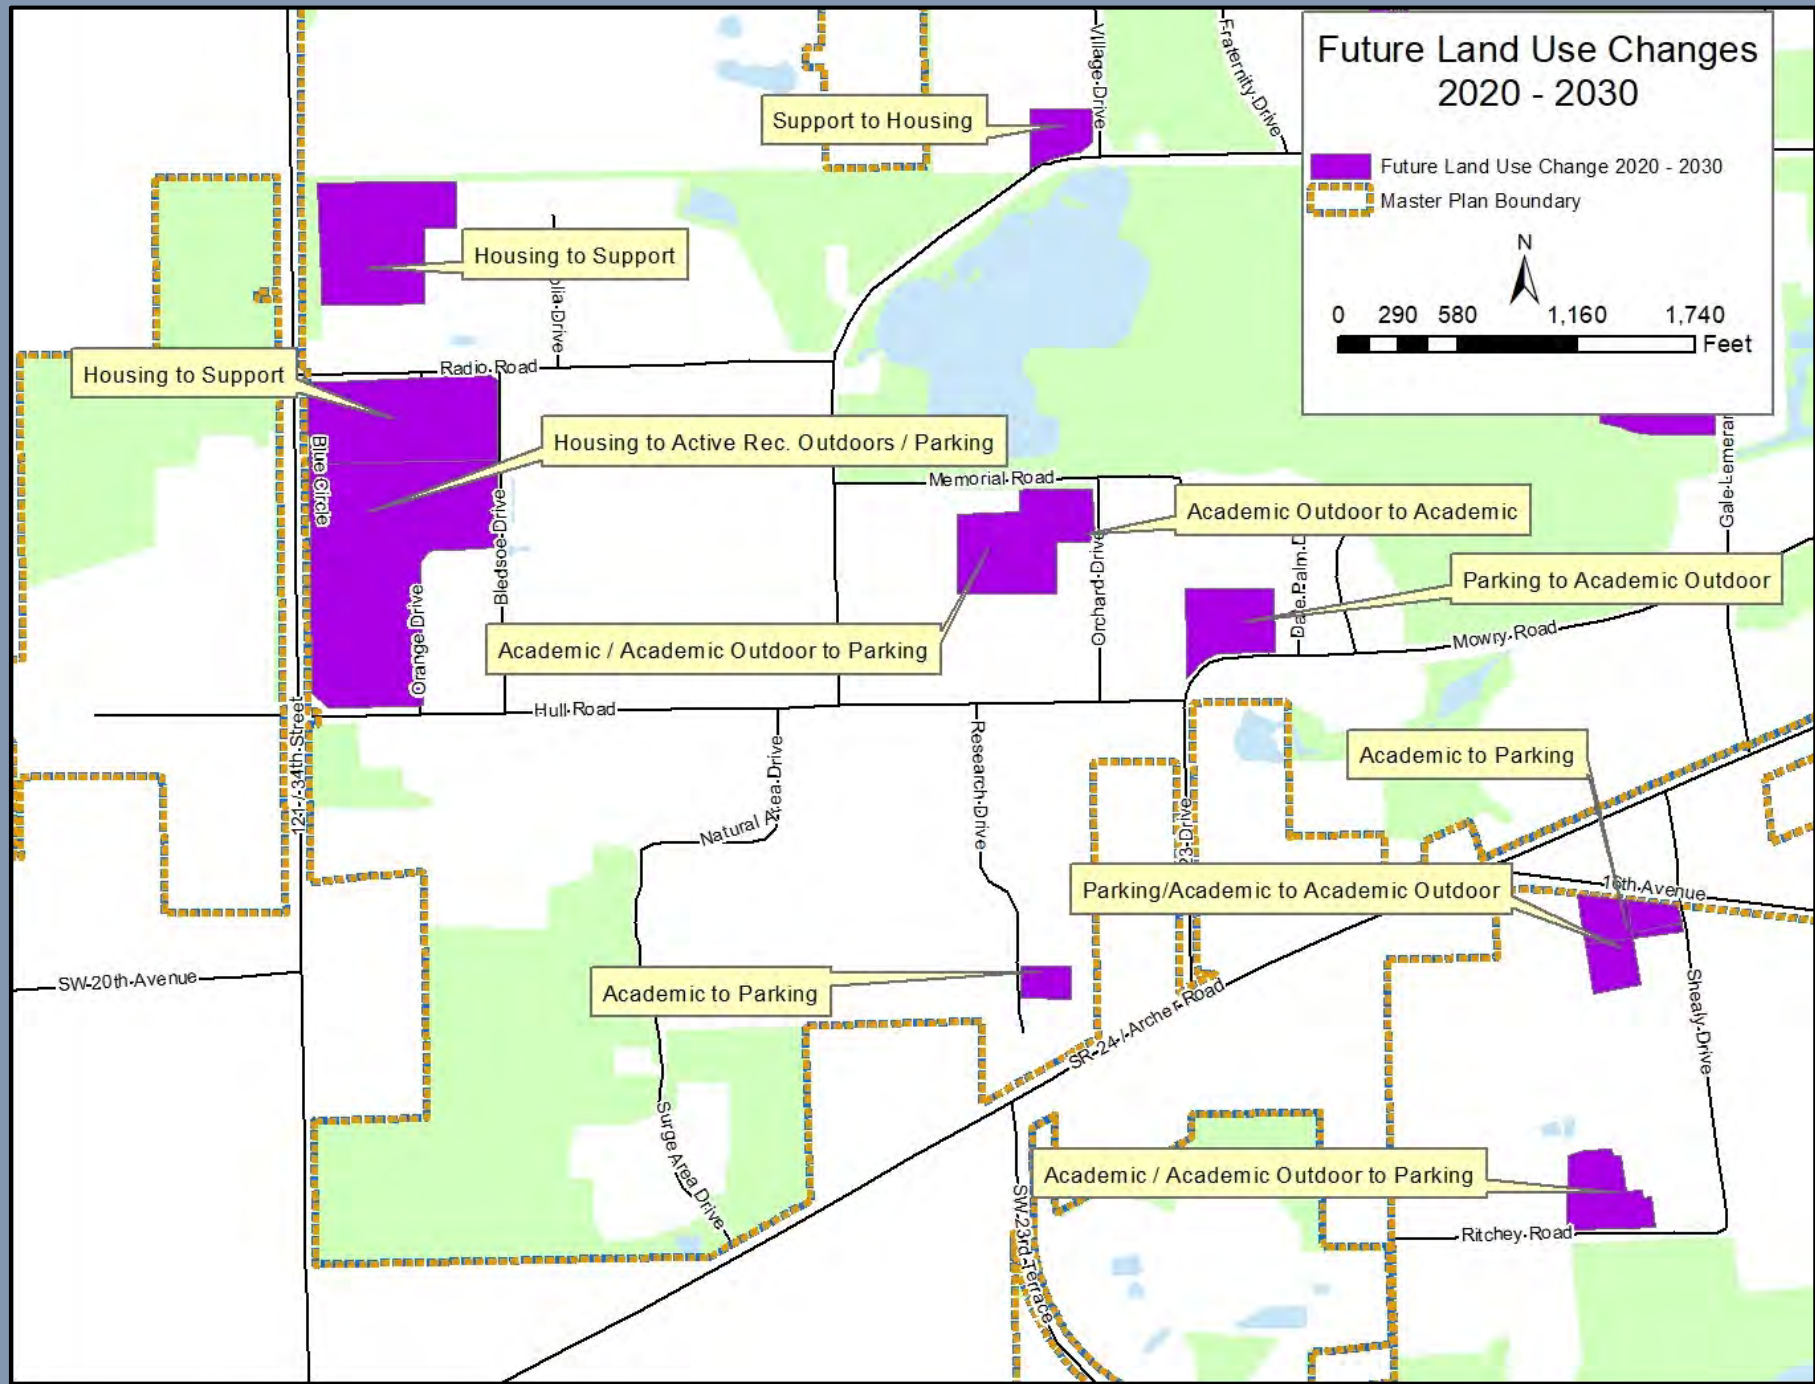 Future Land Use Changes
2020 - 2030
Future Land Use Change 2020 - 2030
Master Plan Boundary
N
0 290 580 1,160 1,740
Feet
Village Drive
Fraternity Drive
Support to Housing
Housing to Support
Radio Road
Housing to Support
Housing to Active Rec. Outdoors / Parking
Blue Circle
Bledsoe Drive
Orange Drive
Memorial Road
Academic Outdoor to Academic
Orchard Drive
Parking to Academic Outdoor
Mowry Road
Academic / Academic Outdoor to Parking
Hull Road
121 / 34th Street
Natural Area Drive
Research Drive
23 Drive
Academic to Parking
Parking/Academic to Academic Outdoor
16th Avenue
SW 20th Avenue
Academic to Parking
SR 24 / Archer Road
Shealy Drive
Surge Area Drive
SW 23rd Terrace
Academic / Academic Outdoor to Parking
Ritchey Road